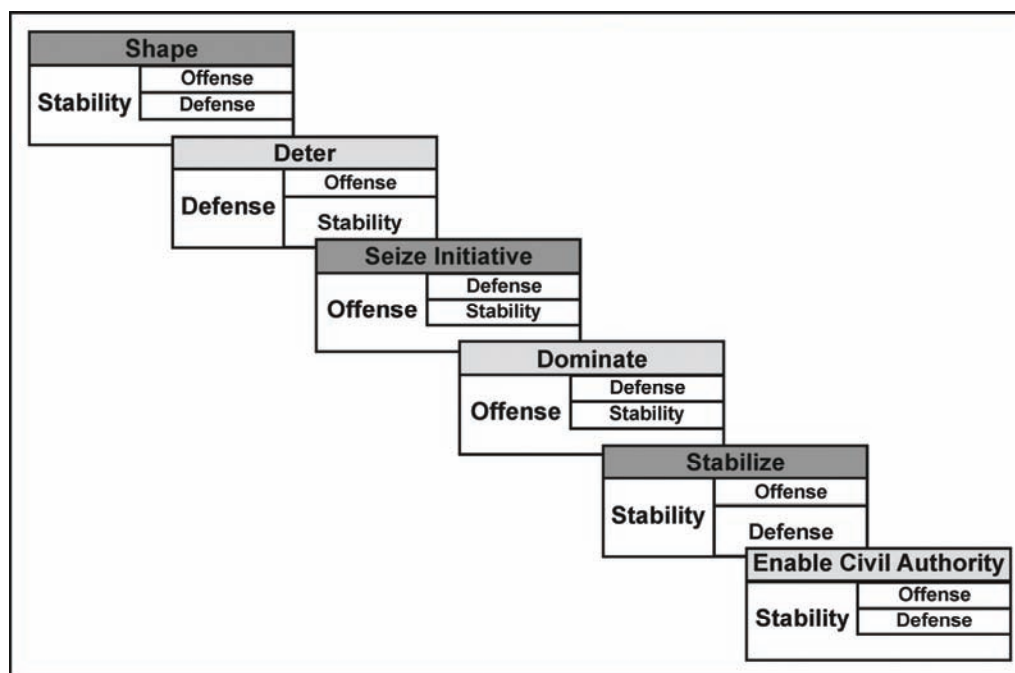 Shape
Offense
Stability
Defense
Deter
Offense
Defense
Stability
Seize Initiative
Defense
Offense
Stability
Dominate
Defense
Offense
Stability
Stabilize
Offense
Stability
Defense
Enable Civil Authority
Offense
Stability
Defense